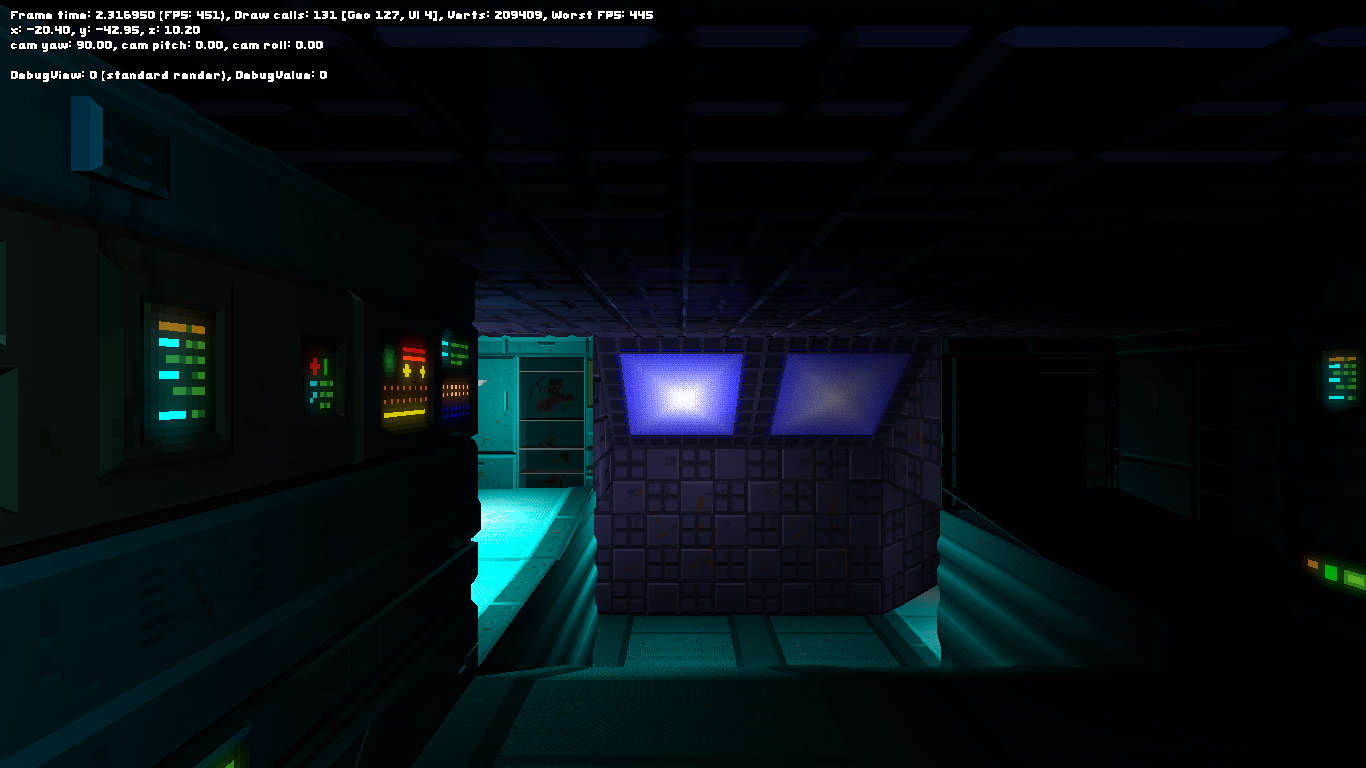 Frame time: 2.316950 (FPS: 451), Draw calls: 131 [Geo 127, UI 4], Verts: 209409, Worst FPS: 445
x: -20.40, y: -42.95, z: 10.20
cam yaw: 90.00, cam pitch: 0.00, cam roll: 0.00
DebugView: 0 (standard render), DebugValue: 0